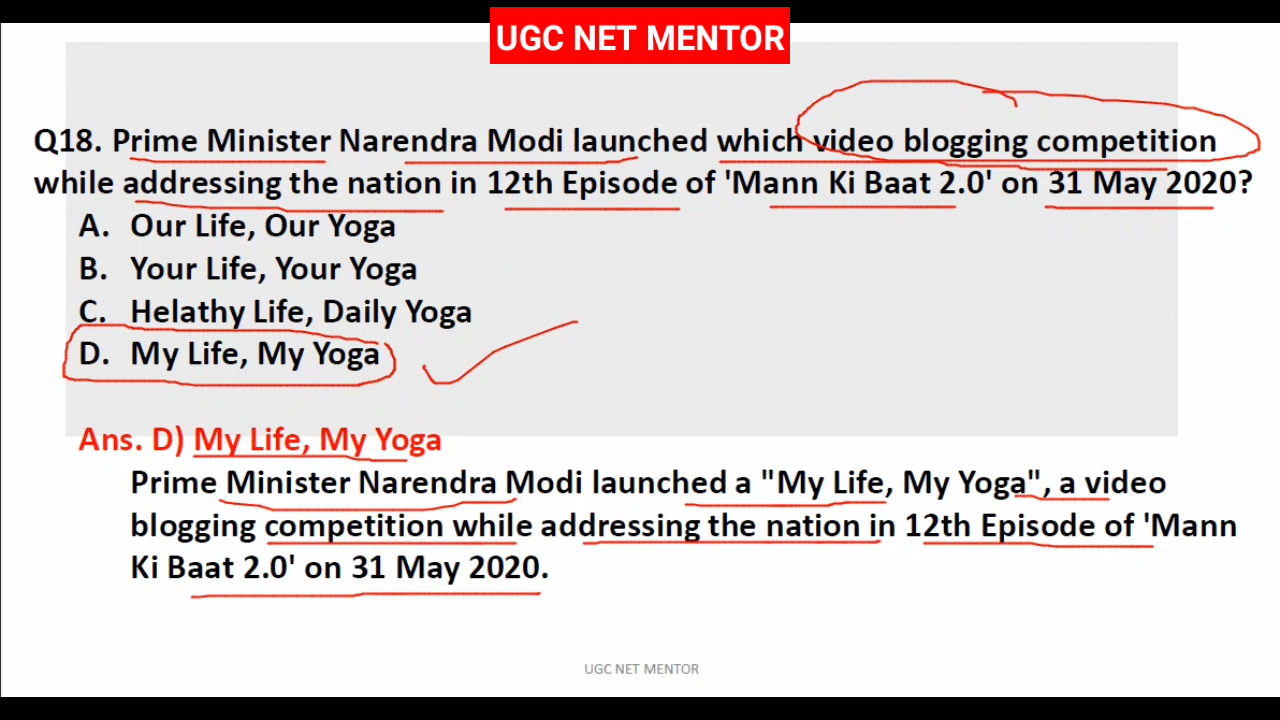 UGC NET MENTOR
Q18. Prime Minister Narendra Modi launched which video blogging competition
while addressing the nation in 12th Episode of 'Mann Ki Baat 2.0' on 31 May 2020?
A. Our Life, Our Yoga
B. Your Life, Your Yoga
C. Helathy Life, Daily Yoga
D. My Life, My Yoga
Ans. D) My Life, My Yoga
Prime Minister Narendra Modi launched a "My Life, My Yoga", a video
blogging competition while addressing the nation in 12th Episode of 'Mann
Ki Baat 2.0' on 31 May 2020.
UGC NET MENTOR